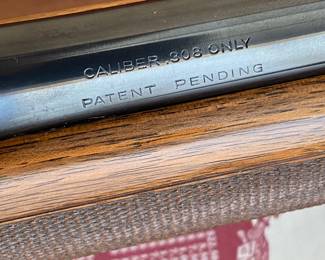 CALIBER .308 ONLY
PATENT PENDING